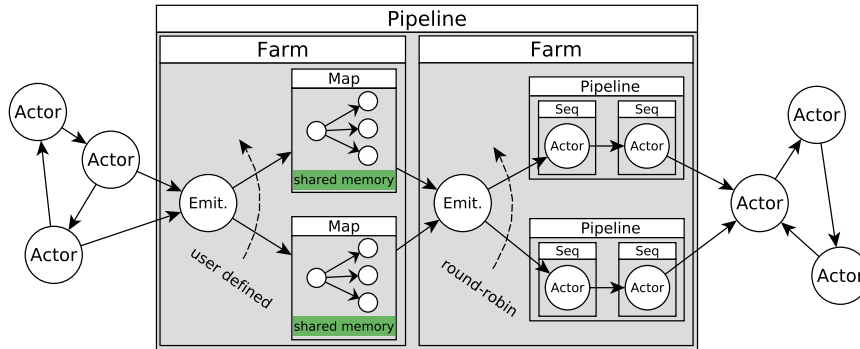 Pipeline
Farm
Farm
Map
Pipeline
Seq
Seq
Actor
Actor
Actor
Actor
Actor
Actor
shared memory
Emit.
Emit.
Actor
Actor
Map
Pipeline
user defined
round-robin
Seq
Seq
Actor
Actor
Actor
shared memory